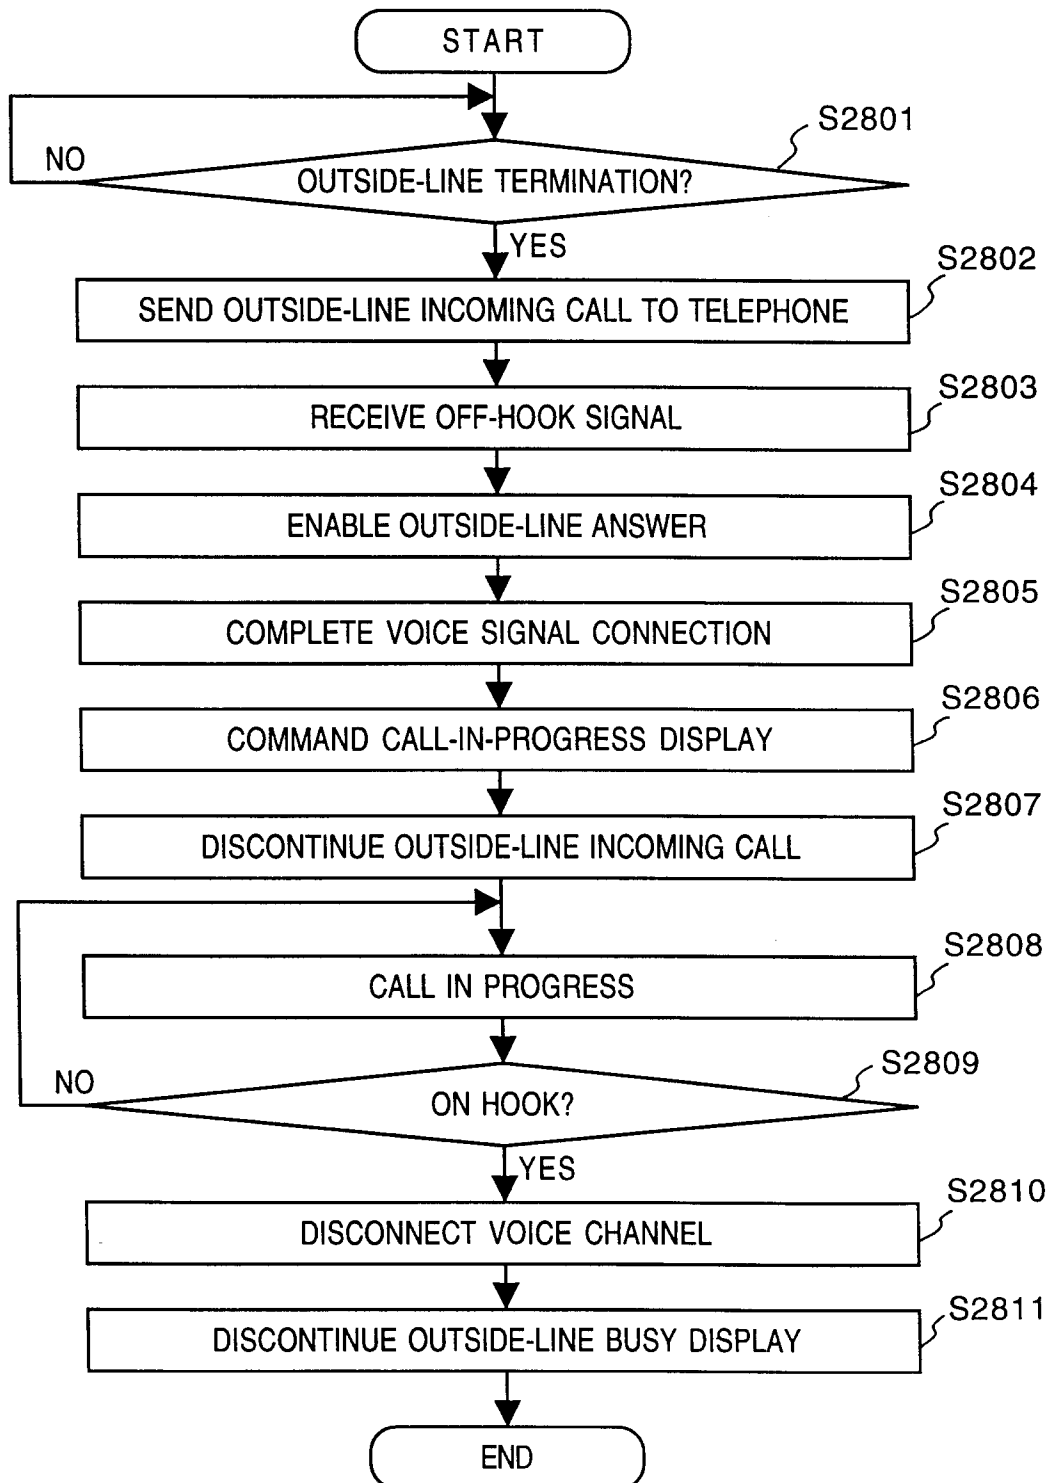 START
S2801
NO
OUTSIDE-LINE TERMINATION?
YES
S2802
SEND OUTSIDE-LINE INCOMING CALL TO TELEPHONE
S2803
RECEIVE OFF-HOOK SIGNAL
S2804
ENABLE OUTSIDE-LINE ANSWER
S2805
COMPLETE VOICE SIGNAL CONNECTION
S2806
COMMAND CALL-IN-PROGRESS DISPLAY
S2807
DISCONTINUE OUTSIDE-LINE INCOMING CALL
S2808
CALL IN PROGRESS
S2809
NO
ON HOOK?
YES
S2810
DISCONNECT VOICE CHANNEL
S2811
DISCONTINUE OUTSIDE-LINE BUSY DISPLAY
END